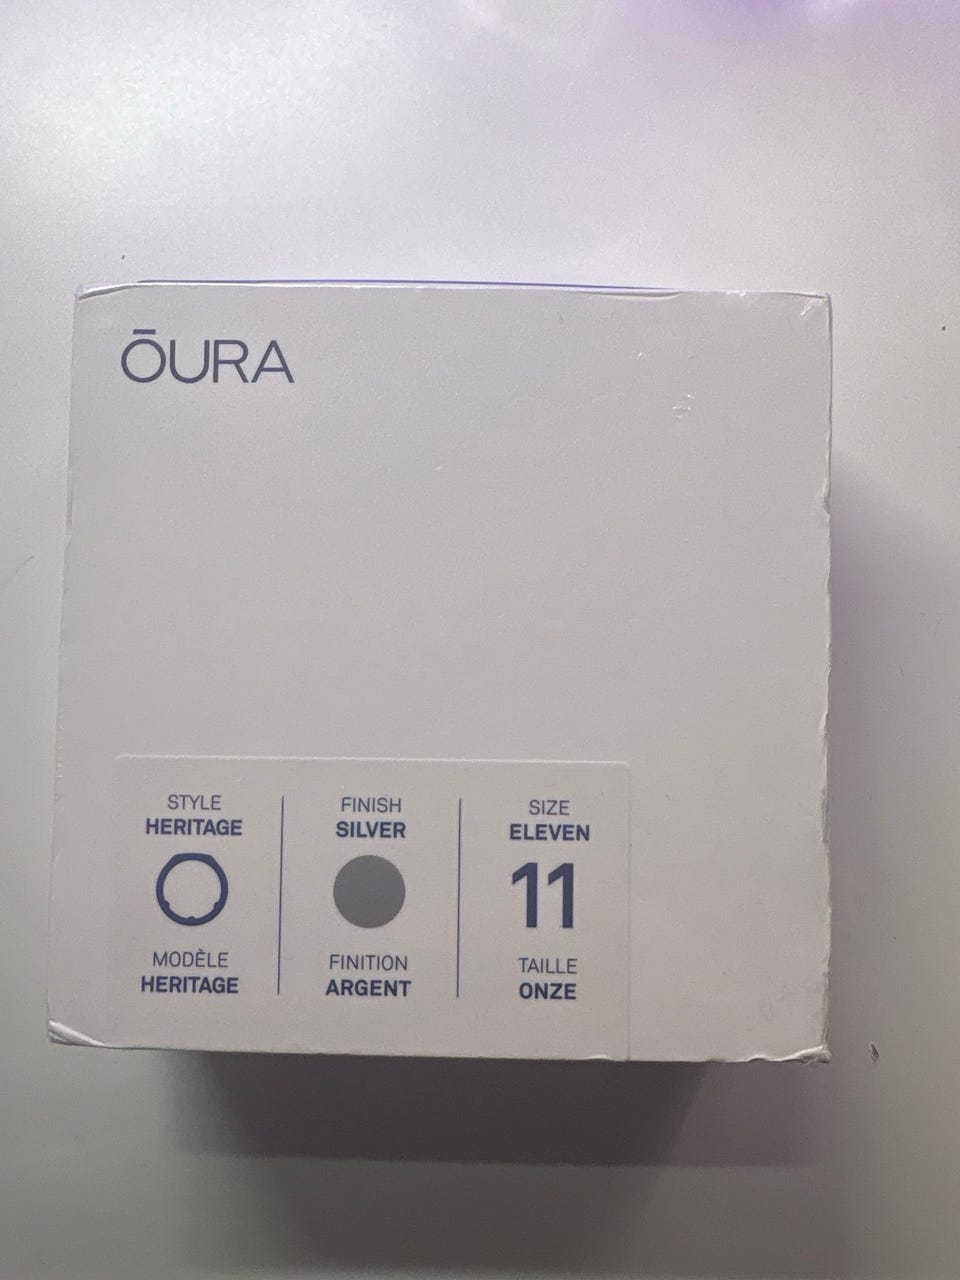 ŌURA
STYLE
HERITAGE
MODÈLE
HERITAGE
FINISH
SILVER
FINITION
ARGENT
SIZE
ELEVEN
11
TAILLE
ONZE